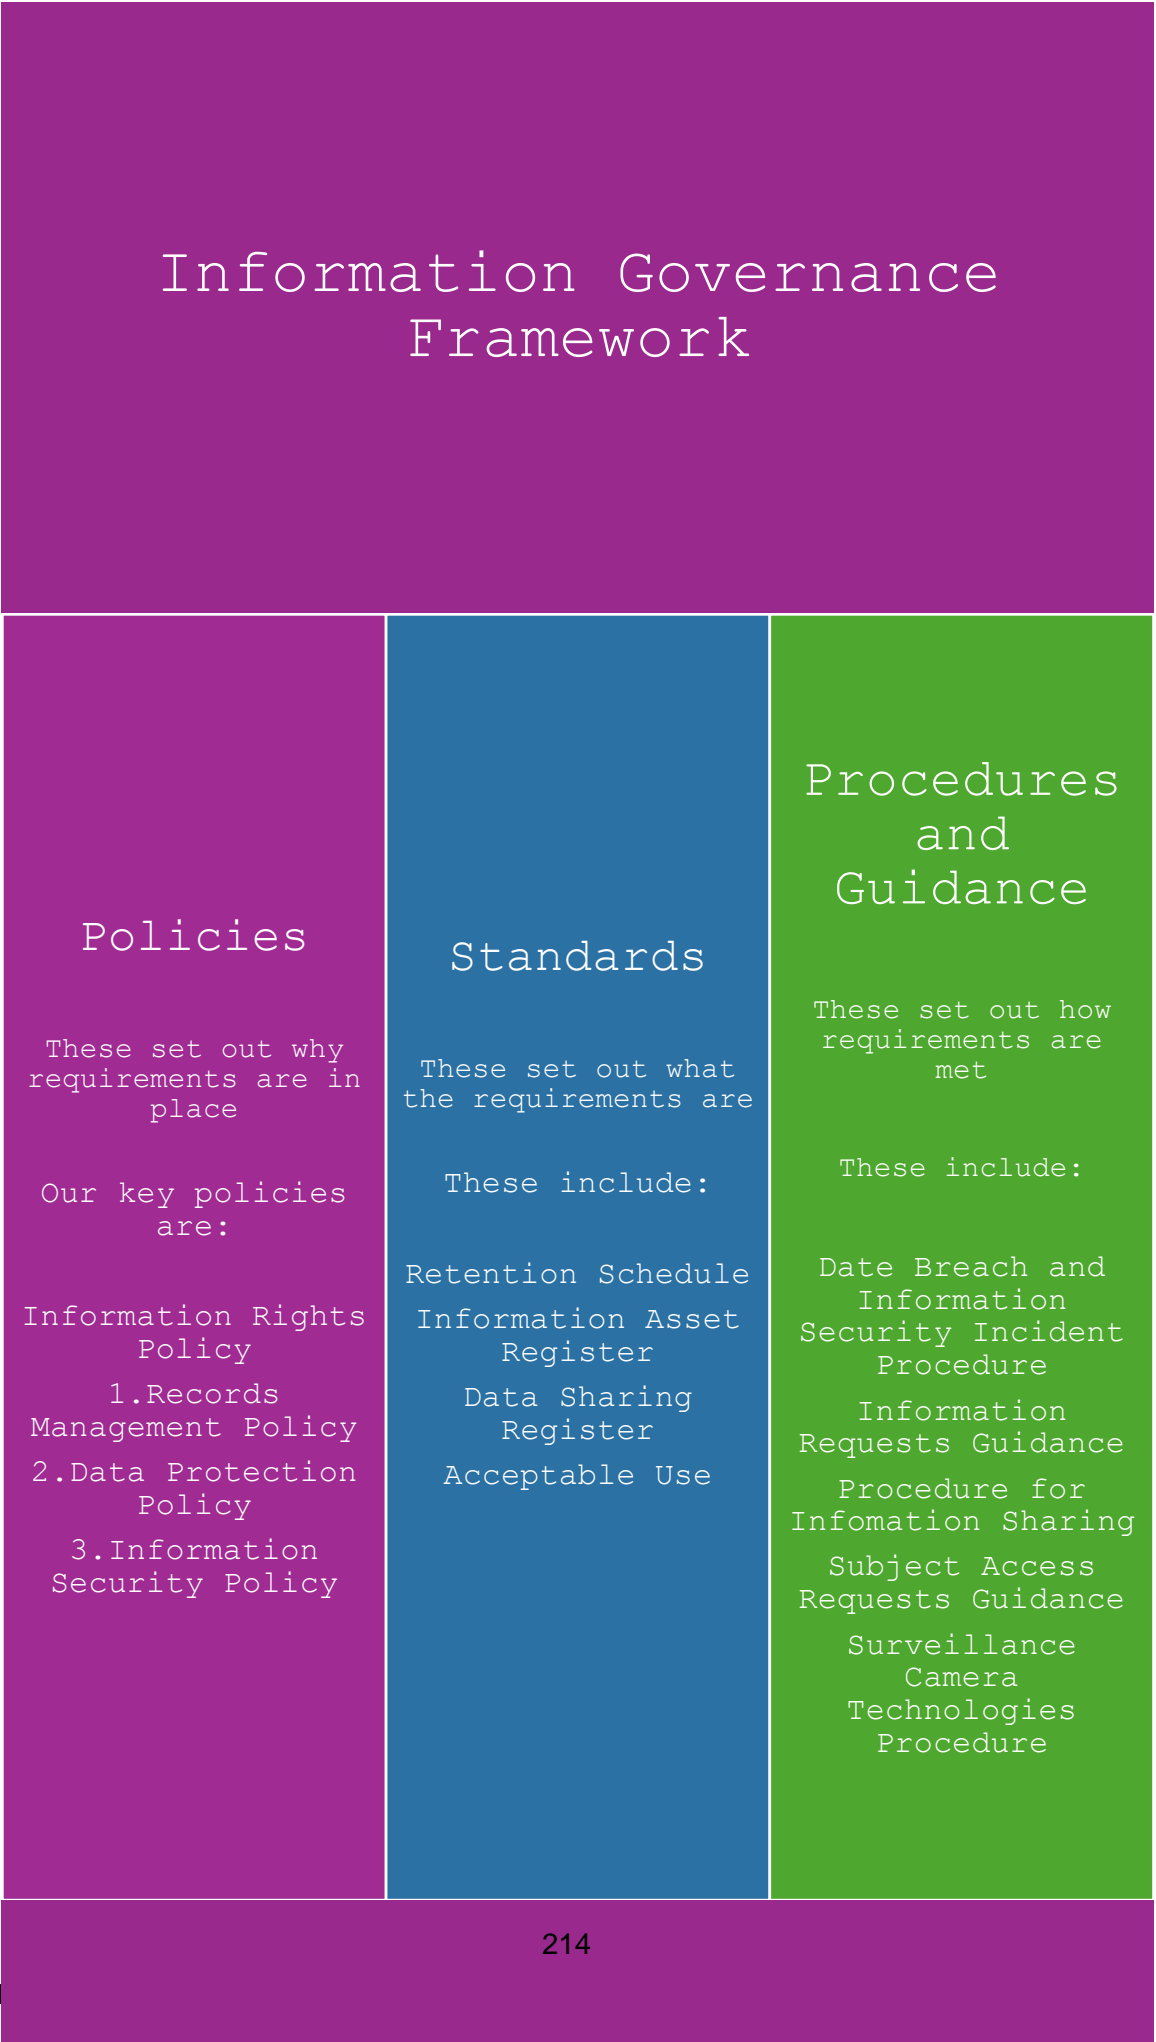 Information Governance
Framework
Policies
These set out why
requirements are in
place
Our key policies
are:
Information Rights
Policy
1.Records
Management Policy
2.Data Protection
Policy
3.Information
Security Policy
Standards
These set out what
the requirements are
These include:
Retention Schedule
Information Asset
Register
Data Sharing
Register
Acceptable Use
Procedures
and
Guidance
These set out how
requirements are
met
These include:
Date Breach and
Information
Security Incident
Procedure
Information
Requests Guidance
Procedure for
Infomation Sharing
Subject Access
Requests Guidance
Surveillance
Camera
Technologies
Procedure
214